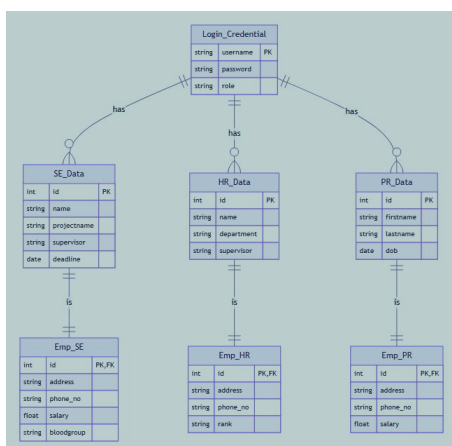 Login_Credential
string username PK
string password
string role
has
has
has
SE_Data
int id PK
string name
string projectname
string supervisor
date deadline
HR_Data
int id PK
string name
string department
string supervisor
PR_Data
int id PK
string firstname
string lastname
date dob
is
is
is
Emp_SE
int id PK,FK
string address
string phone_no
float salary
string bloodgroup
Emp_HR
int id PK,FK
string address
string phone_no
string rank
Emp_PR
int id PK,FK
string address
string phone_no
float salary